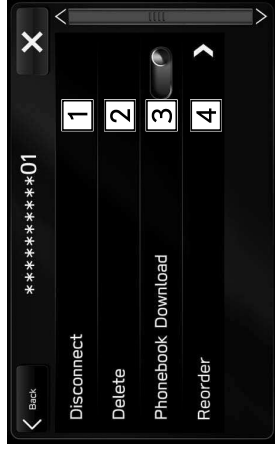 Back
***********01
Disconnect 1
Delete 2
Phonebook Download 3
Reorder 4